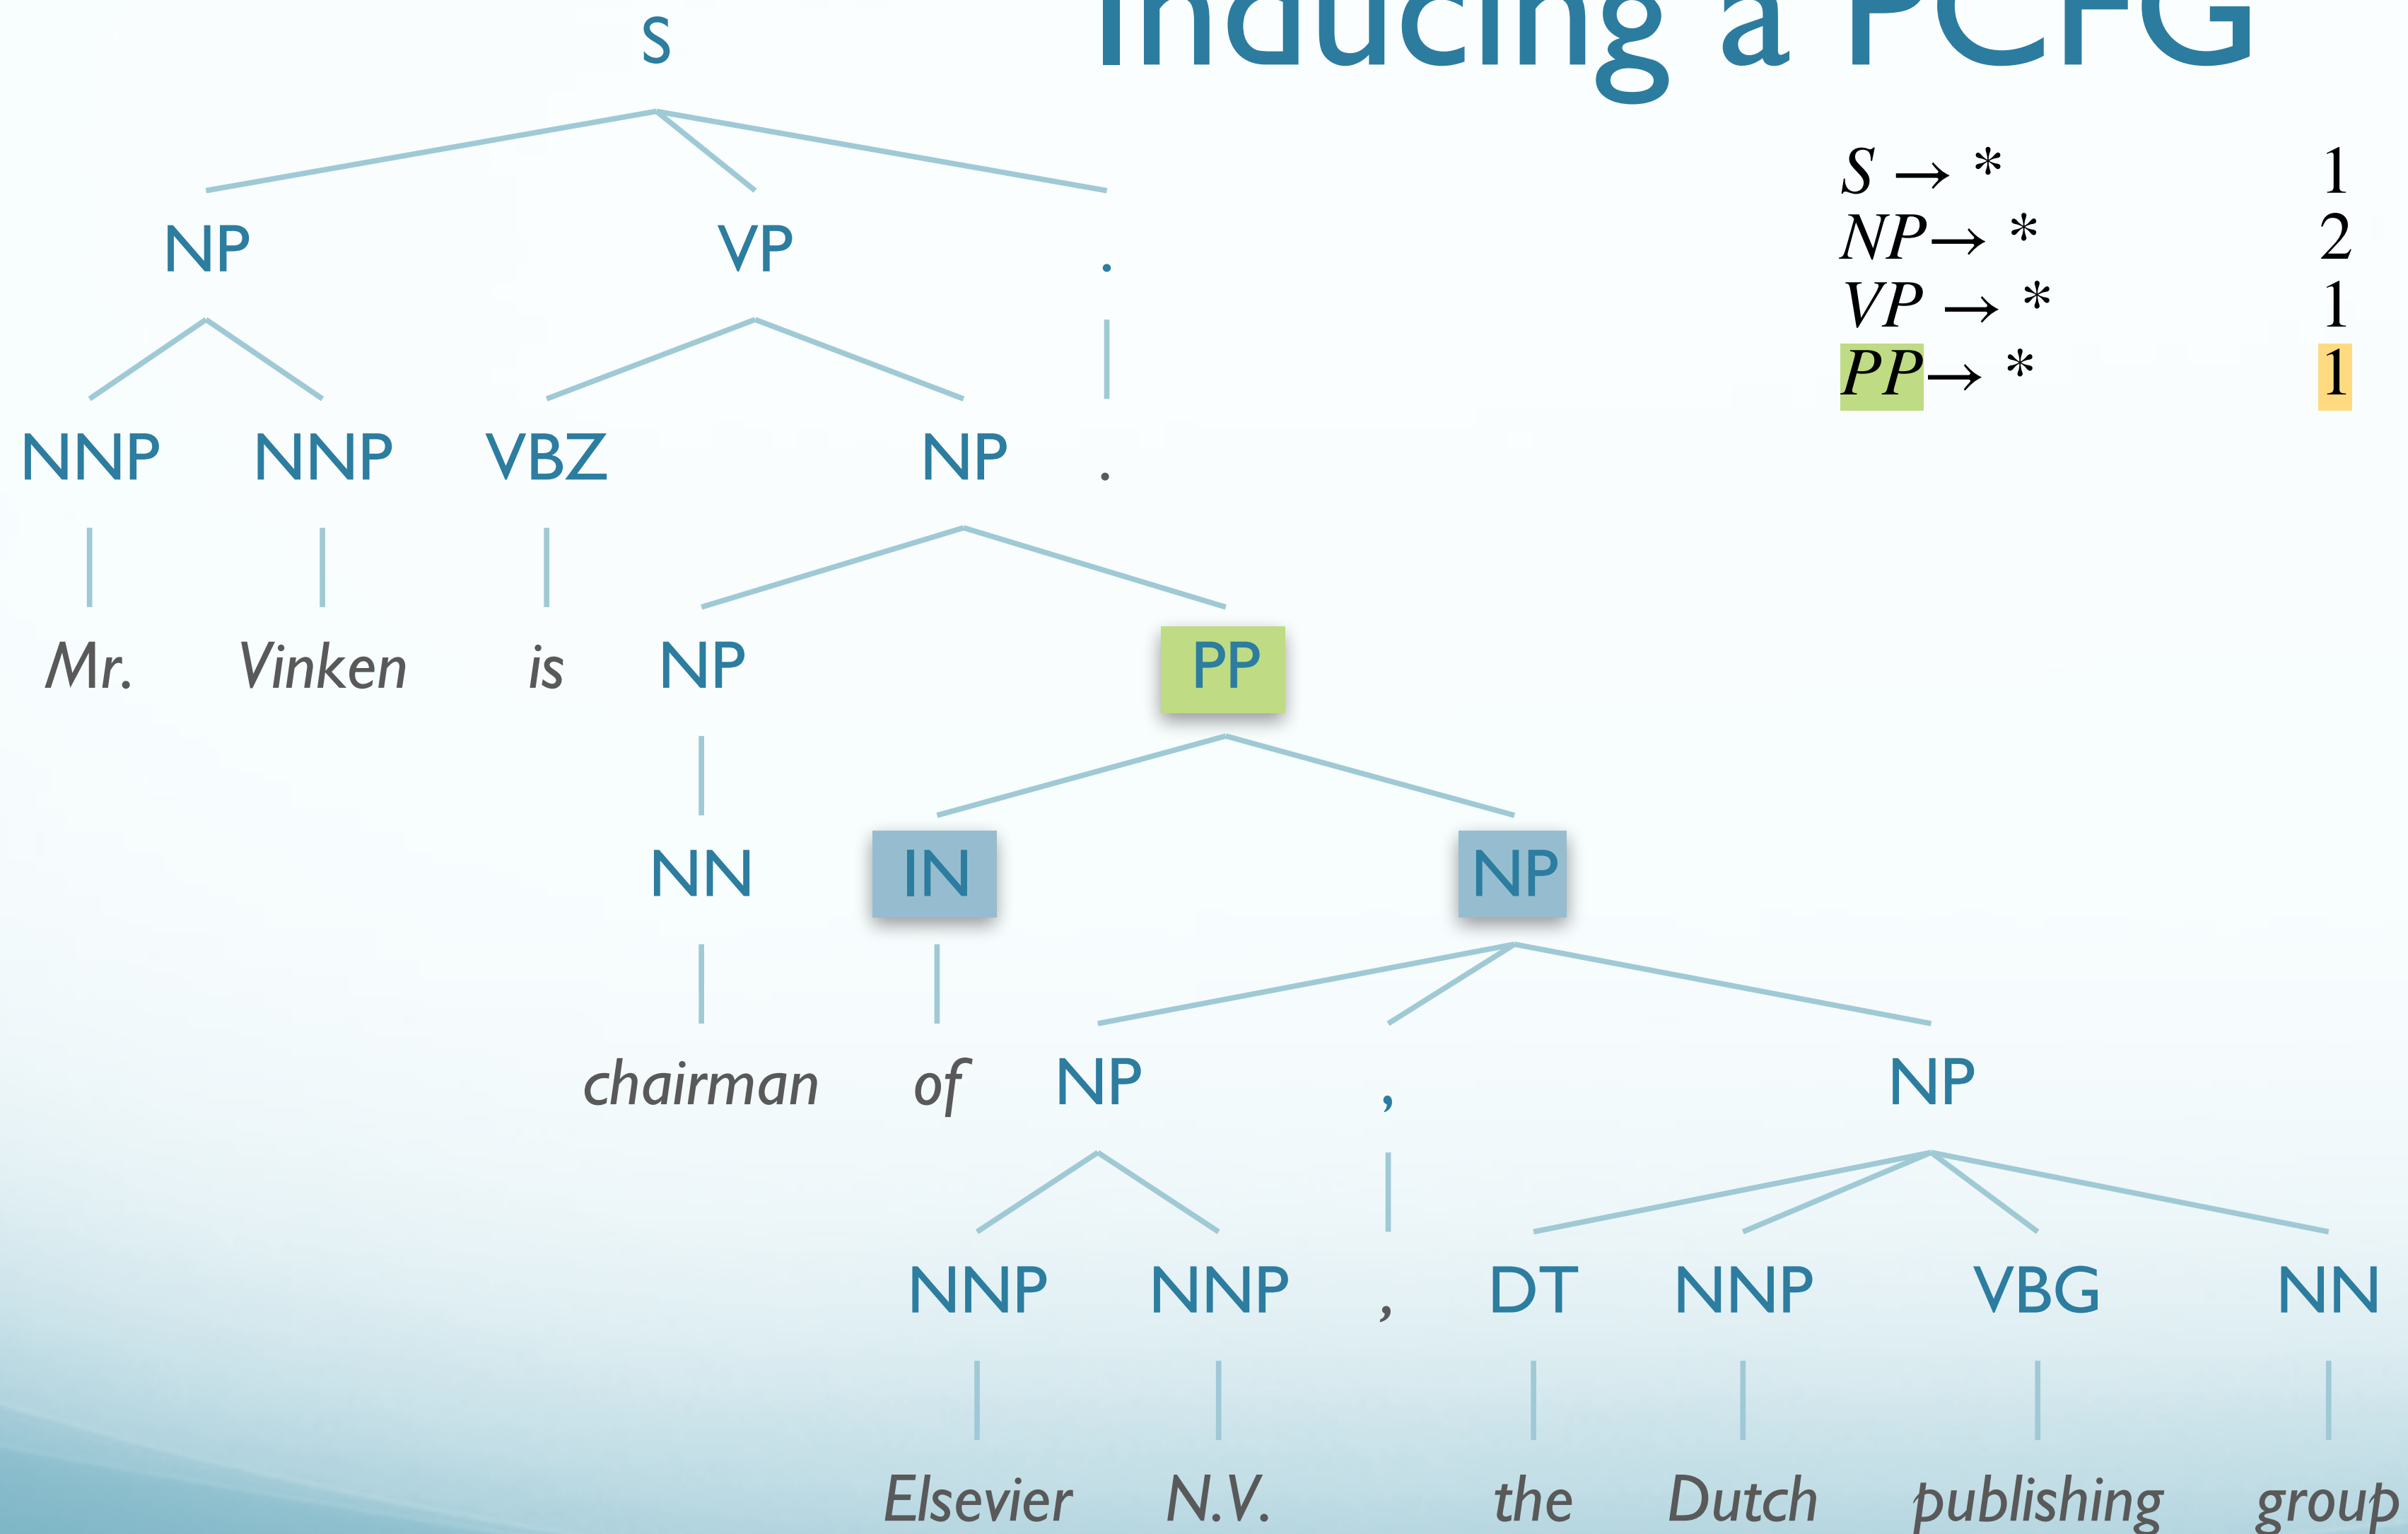 Inducing a PCFG
S
S → * 1
NP → * 2
VP → * 1
PP → * 1
NP VP .
NNP NNP VBZ NP .
Mr. Vinken is NP PP
NN IN NP
chairman of NP , NP
NNP NNP , DT NNP VBG NN
Elsevier N.V. the Dutch publishing group